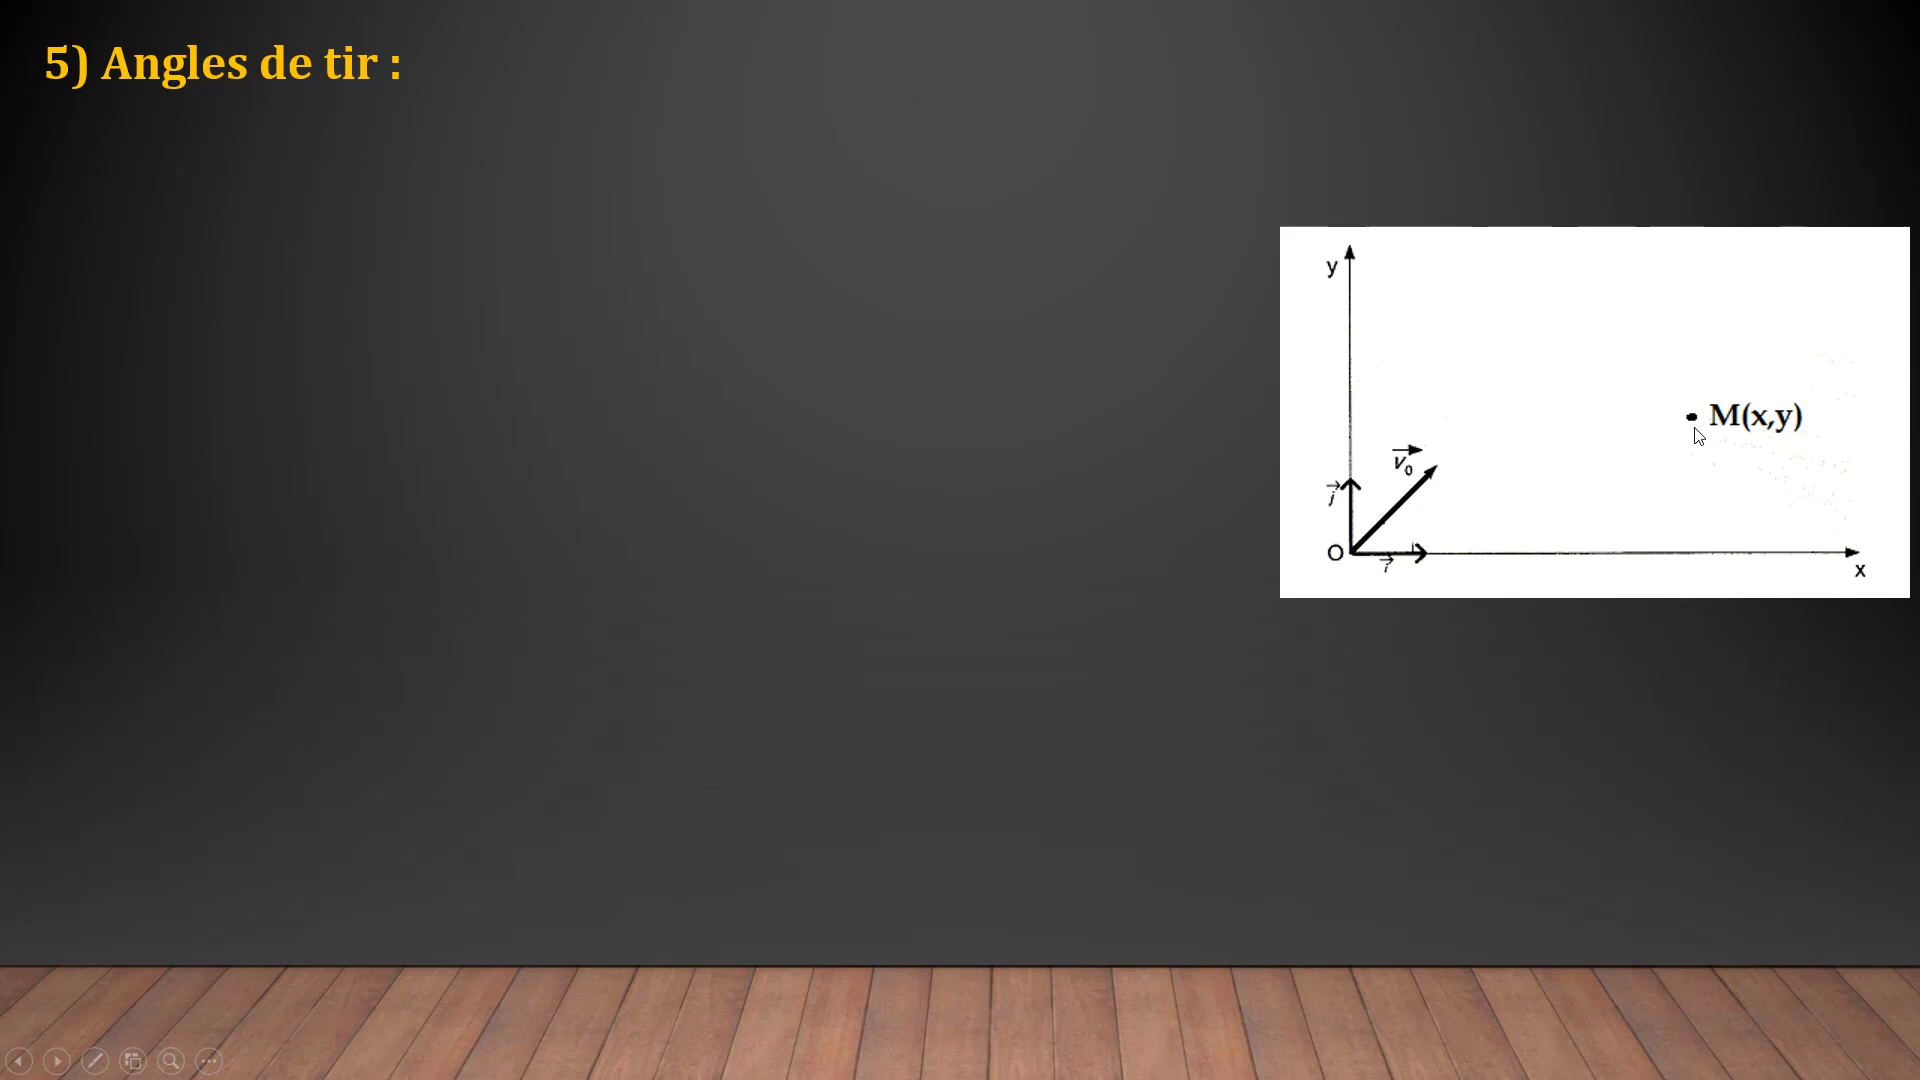 5) Angles de tir :
y
M(x,y)
v₀
j
O
i
x